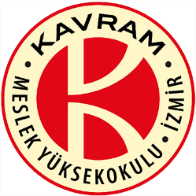 • KAVRAM •
MESLEK YÜKSEKOKULU • İZMİR
K